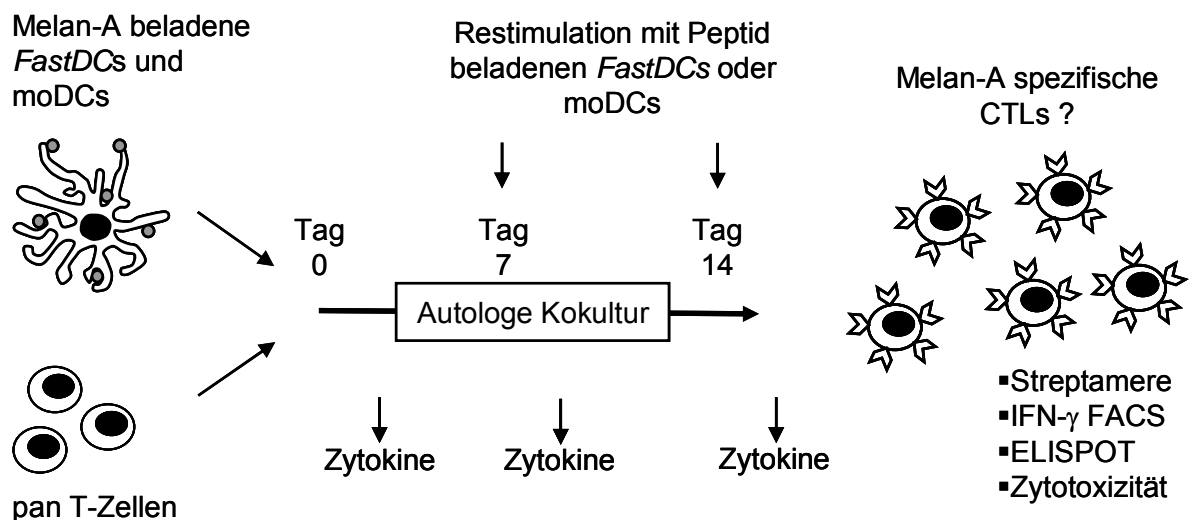 Melan-A beladene
FastDCs und
moDCs
Restimulation mit Peptid
beladenen FastDCs oder
moDCs
Melan-A spezifische
CTLs ?
Tag
0
Tag
7
Tag
14
Autologe Kokultur
Zytokine
Zytokine
Zytokine
pan T-Zellen
▪Streptamere
▪IFN-γ FACS
▪ELISPOT
▪Zytotoxizität